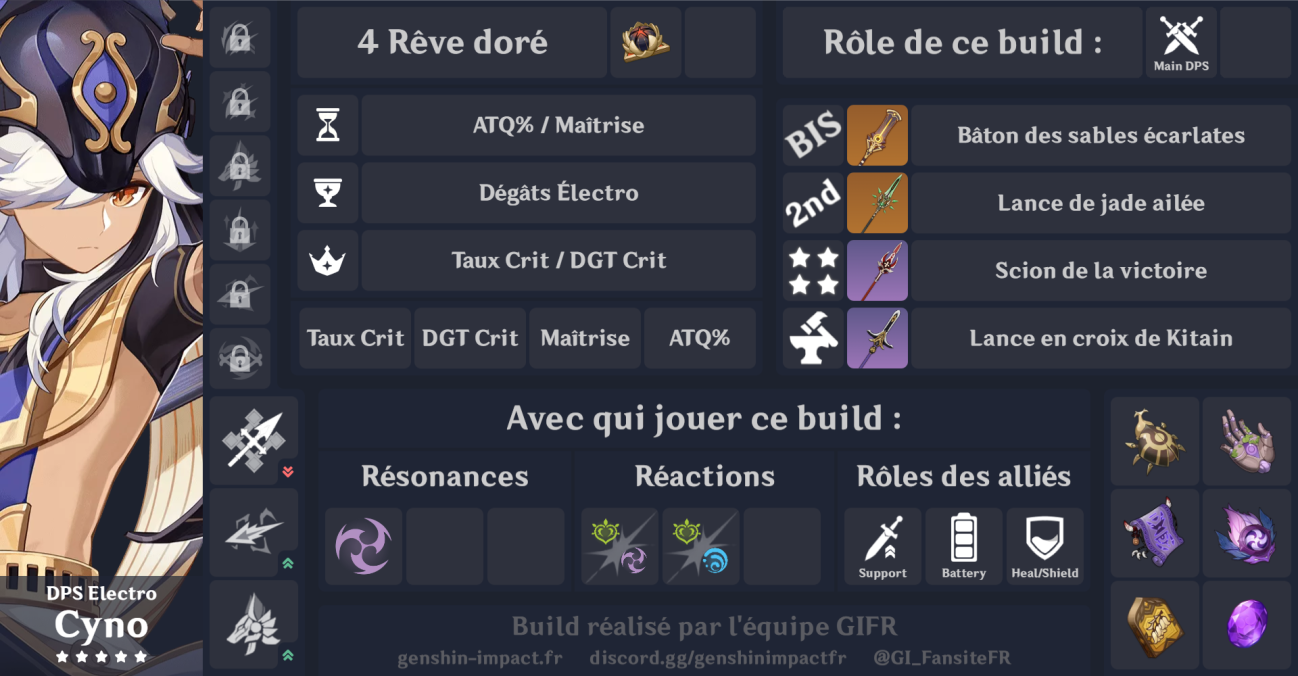 4 Rêve doré
ATQ% / Maîtrise
Dégâts Électro
Taux Crit / DGT Crit
Taux Crit
DGT Crit
Maîtrise
ATQ%
Rôle de ce build :
Main DPS
BIS
Bâton des sables écarlates
2nd
Lance de jade ailée
Scion de la victoire
Lance en croix de Kitain
Avec qui jouer ce build :
Résonances
Réactions
Rôles des alliés
Support
Battery
Heal/Shield
DPS Electro
Cyno
Build réalisé par l'équipe GIFR
genshin-impact.fr discord.gg/genshinimpactfr @GI_FansiteFR